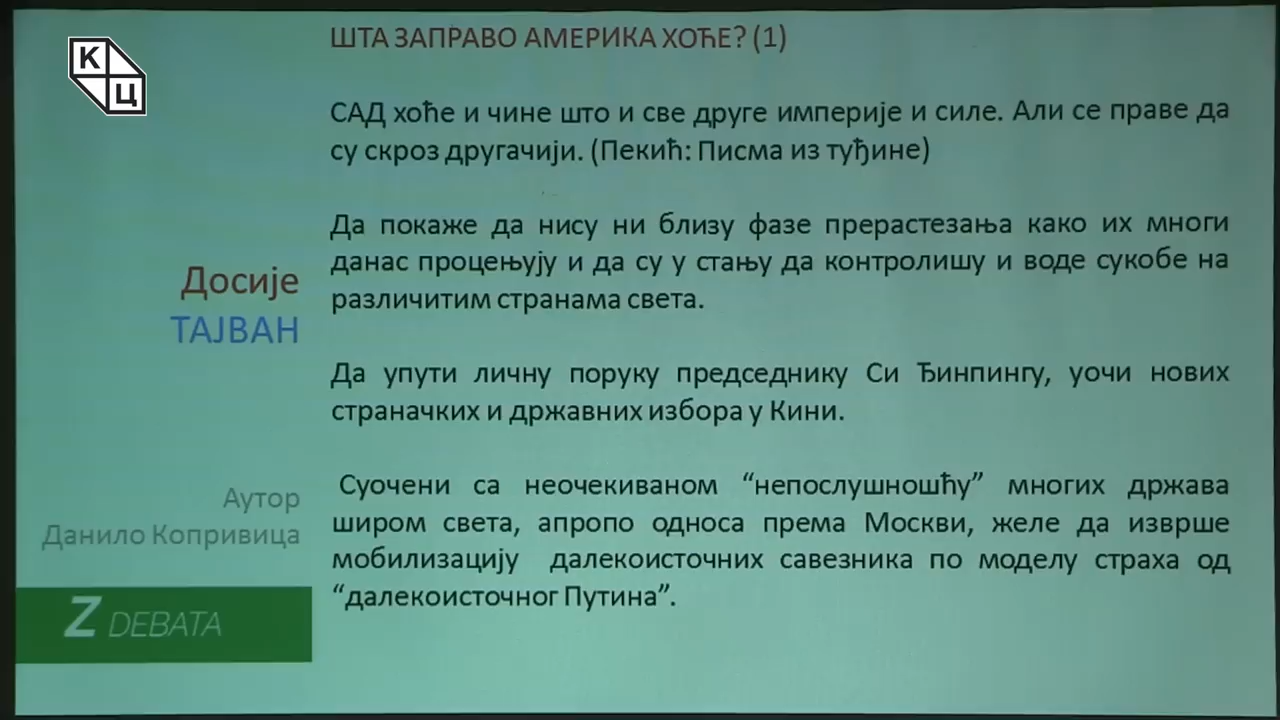 К
Ц
ШТА ЗАПРАВО АМЕРИКА ХОЋЕ? (1)
САД хоће и чине што и све друге империје и силе. Али се праве да
су скроз другачији. (Пекић: Писма из туђине)
Да покаже да нису ни близу фазе прерастезања како их многи
данас процењују и да су у стању да контролишу и воде сукобе на
различитим странама света.
Да упути личну поруку председнику Си Ђинпингу, уочи нових
страначких и државних избора у Кини.
Суочени са неочекиваном “непослушношћу” многих држава
широм света, апропо односа према Москви, желе да изврше
мобилизацију далекоисточних савезника по моделу страха од
“далекоисточног Путина”.
Досије
ТАЈВАН
Аутор
Данило Копривица
Z DEBATA